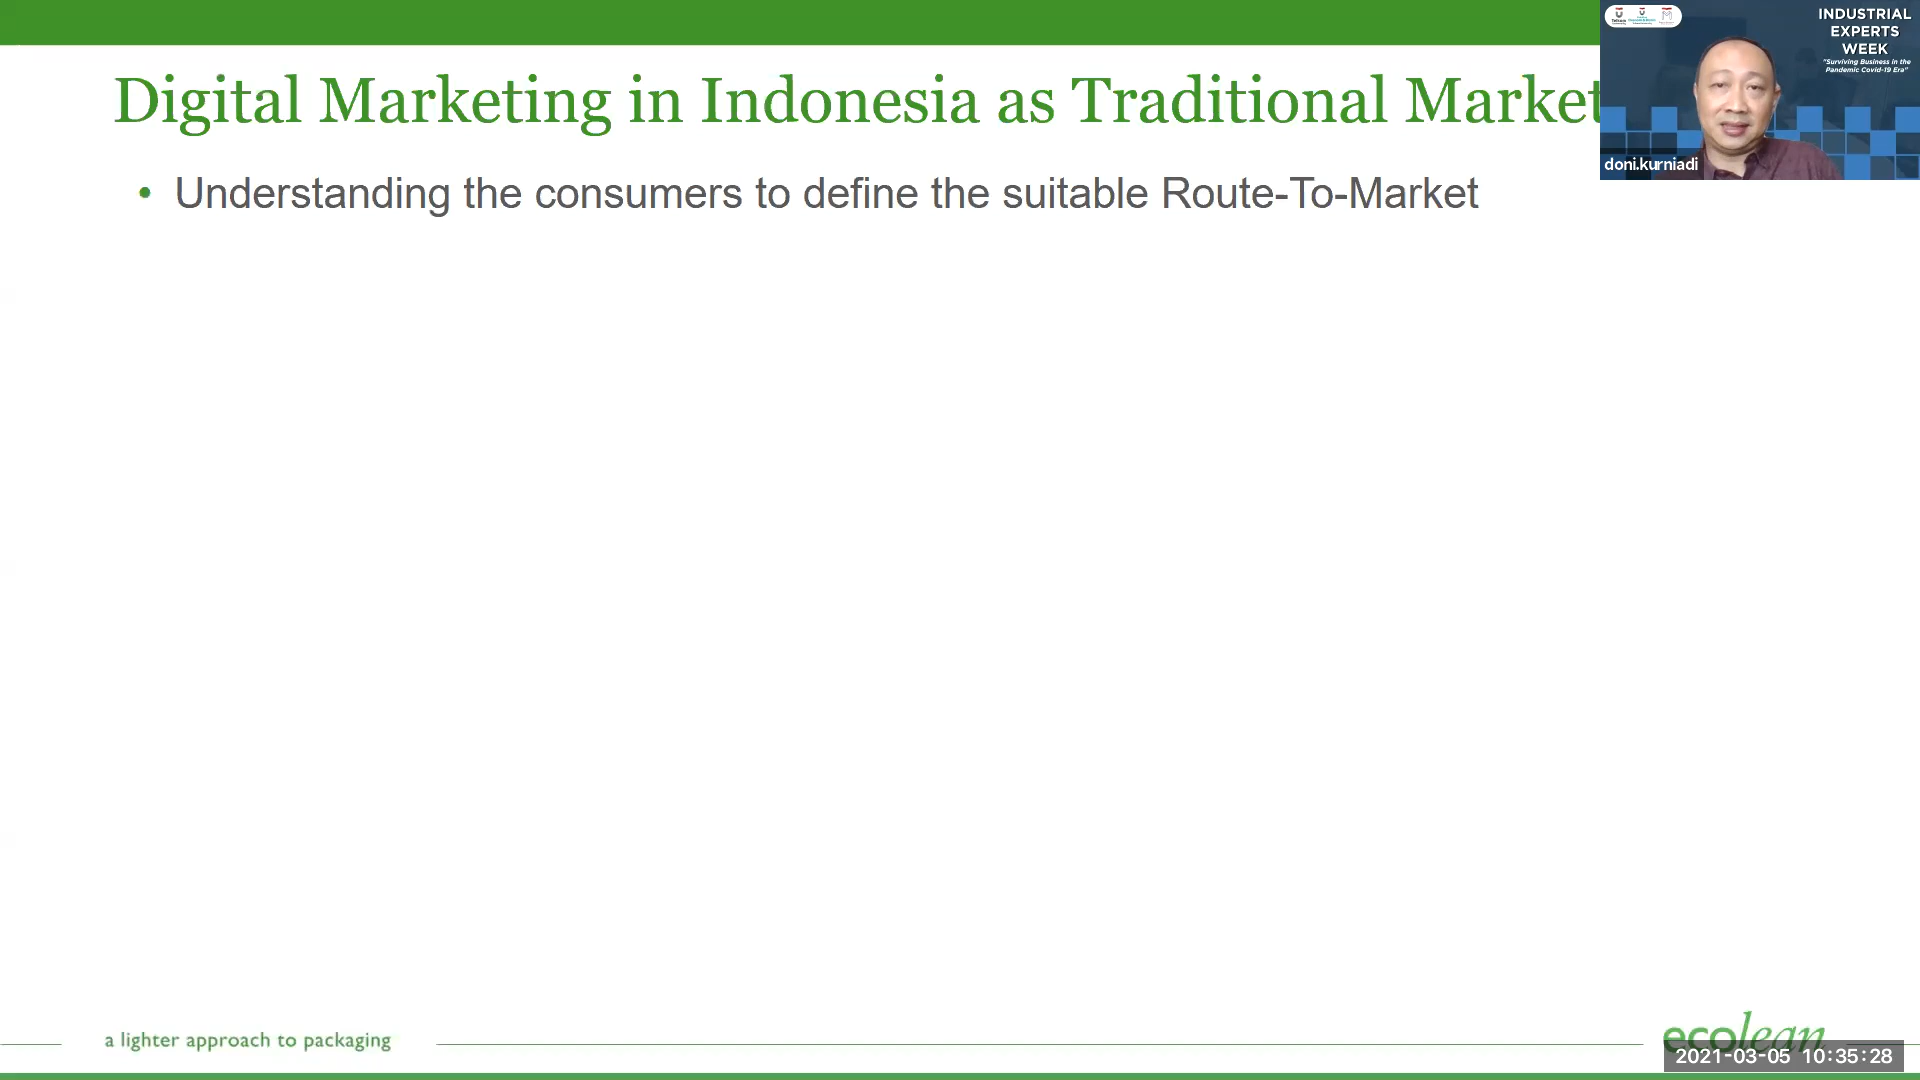 Digital Marketing in Indonesia as Traditional Market
• Understanding the consumers to define the suitable Route-To-Market
INDUSTRIAL
EXPERTS
WEEK
"Surviving Business in the
Pandemic Covid-19 Era"
doni.kurniadi
a lighter approach to packaging
ecolean
2021-03-05 10:35:28